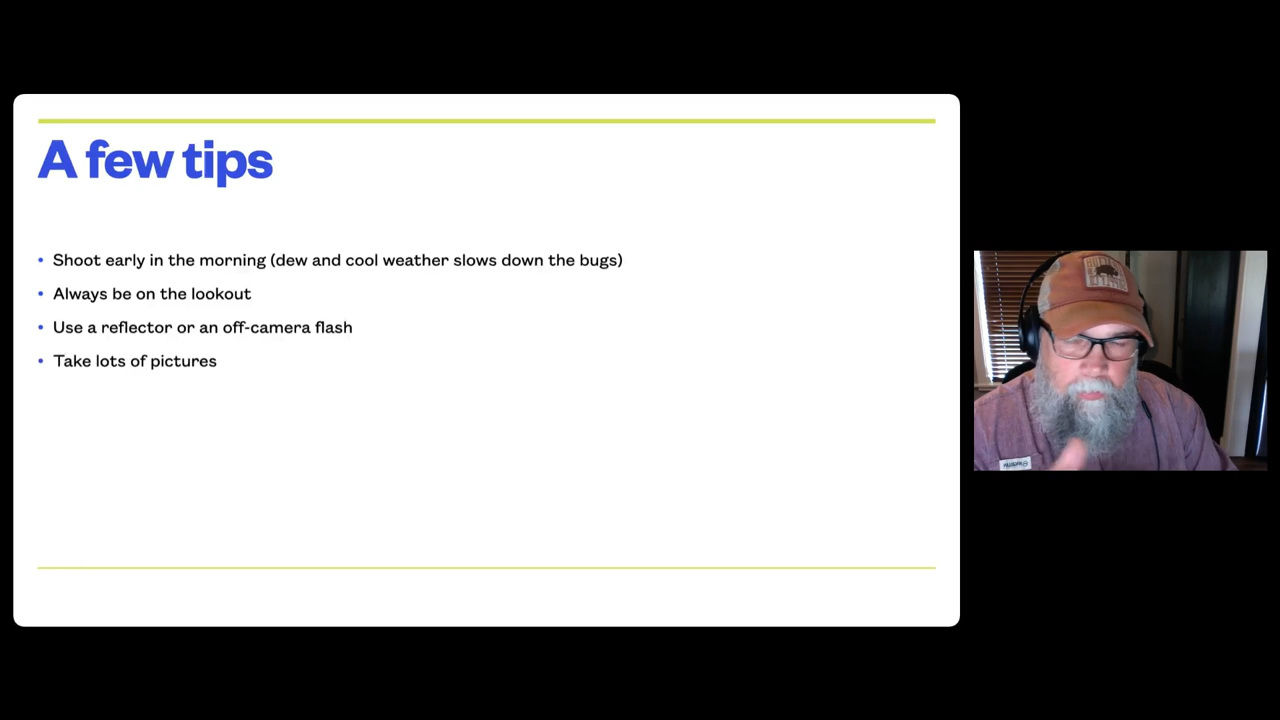 A few tips
• Shoot early in the morning (dew and cool weather slows down the bugs)
• Always be on the lookout
• Use a reflector or an off-camera flash
• Take lots of pictures